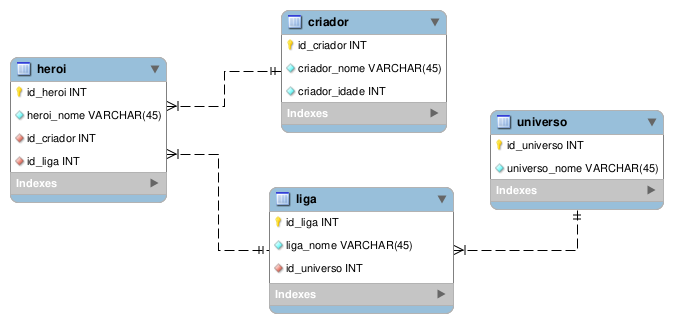 criador
id_criador INT
criador_nome VARCHAR(45)
criador_idade INT
Indexes
heroi
id_heroi INT
heroi_nome VARCHAR(45)
id_criador INT
id_liga INT
Indexes
universo
id_universo INT
universo_nome VARCHAR(45)
Indexes
liga
id_liga INT
liga_nome VARCHAR(45)
id_universo INT
Indexes